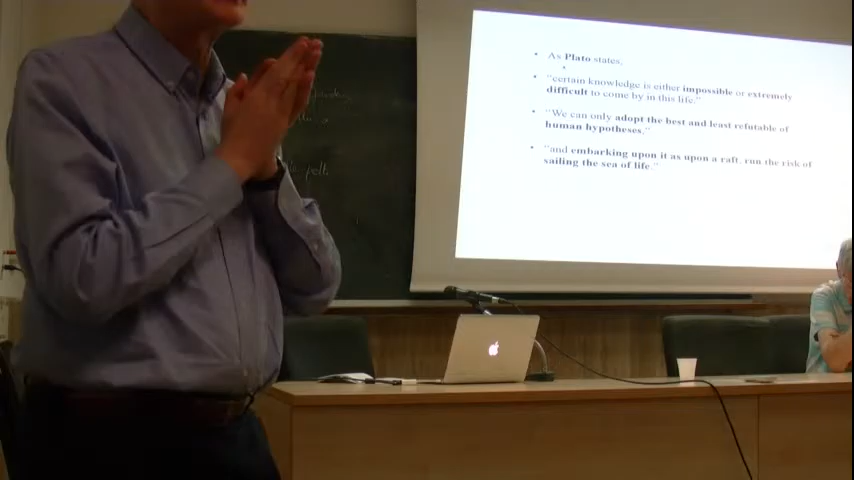 As Plato states,
"certain knowledge is either impossible or extremely
difficult to come by in this life."
"We can only adopt the best and least refutable of
human hypotheses,"
"and embarking upon it as upon a raft, run the risk of
sailing the sea of life."